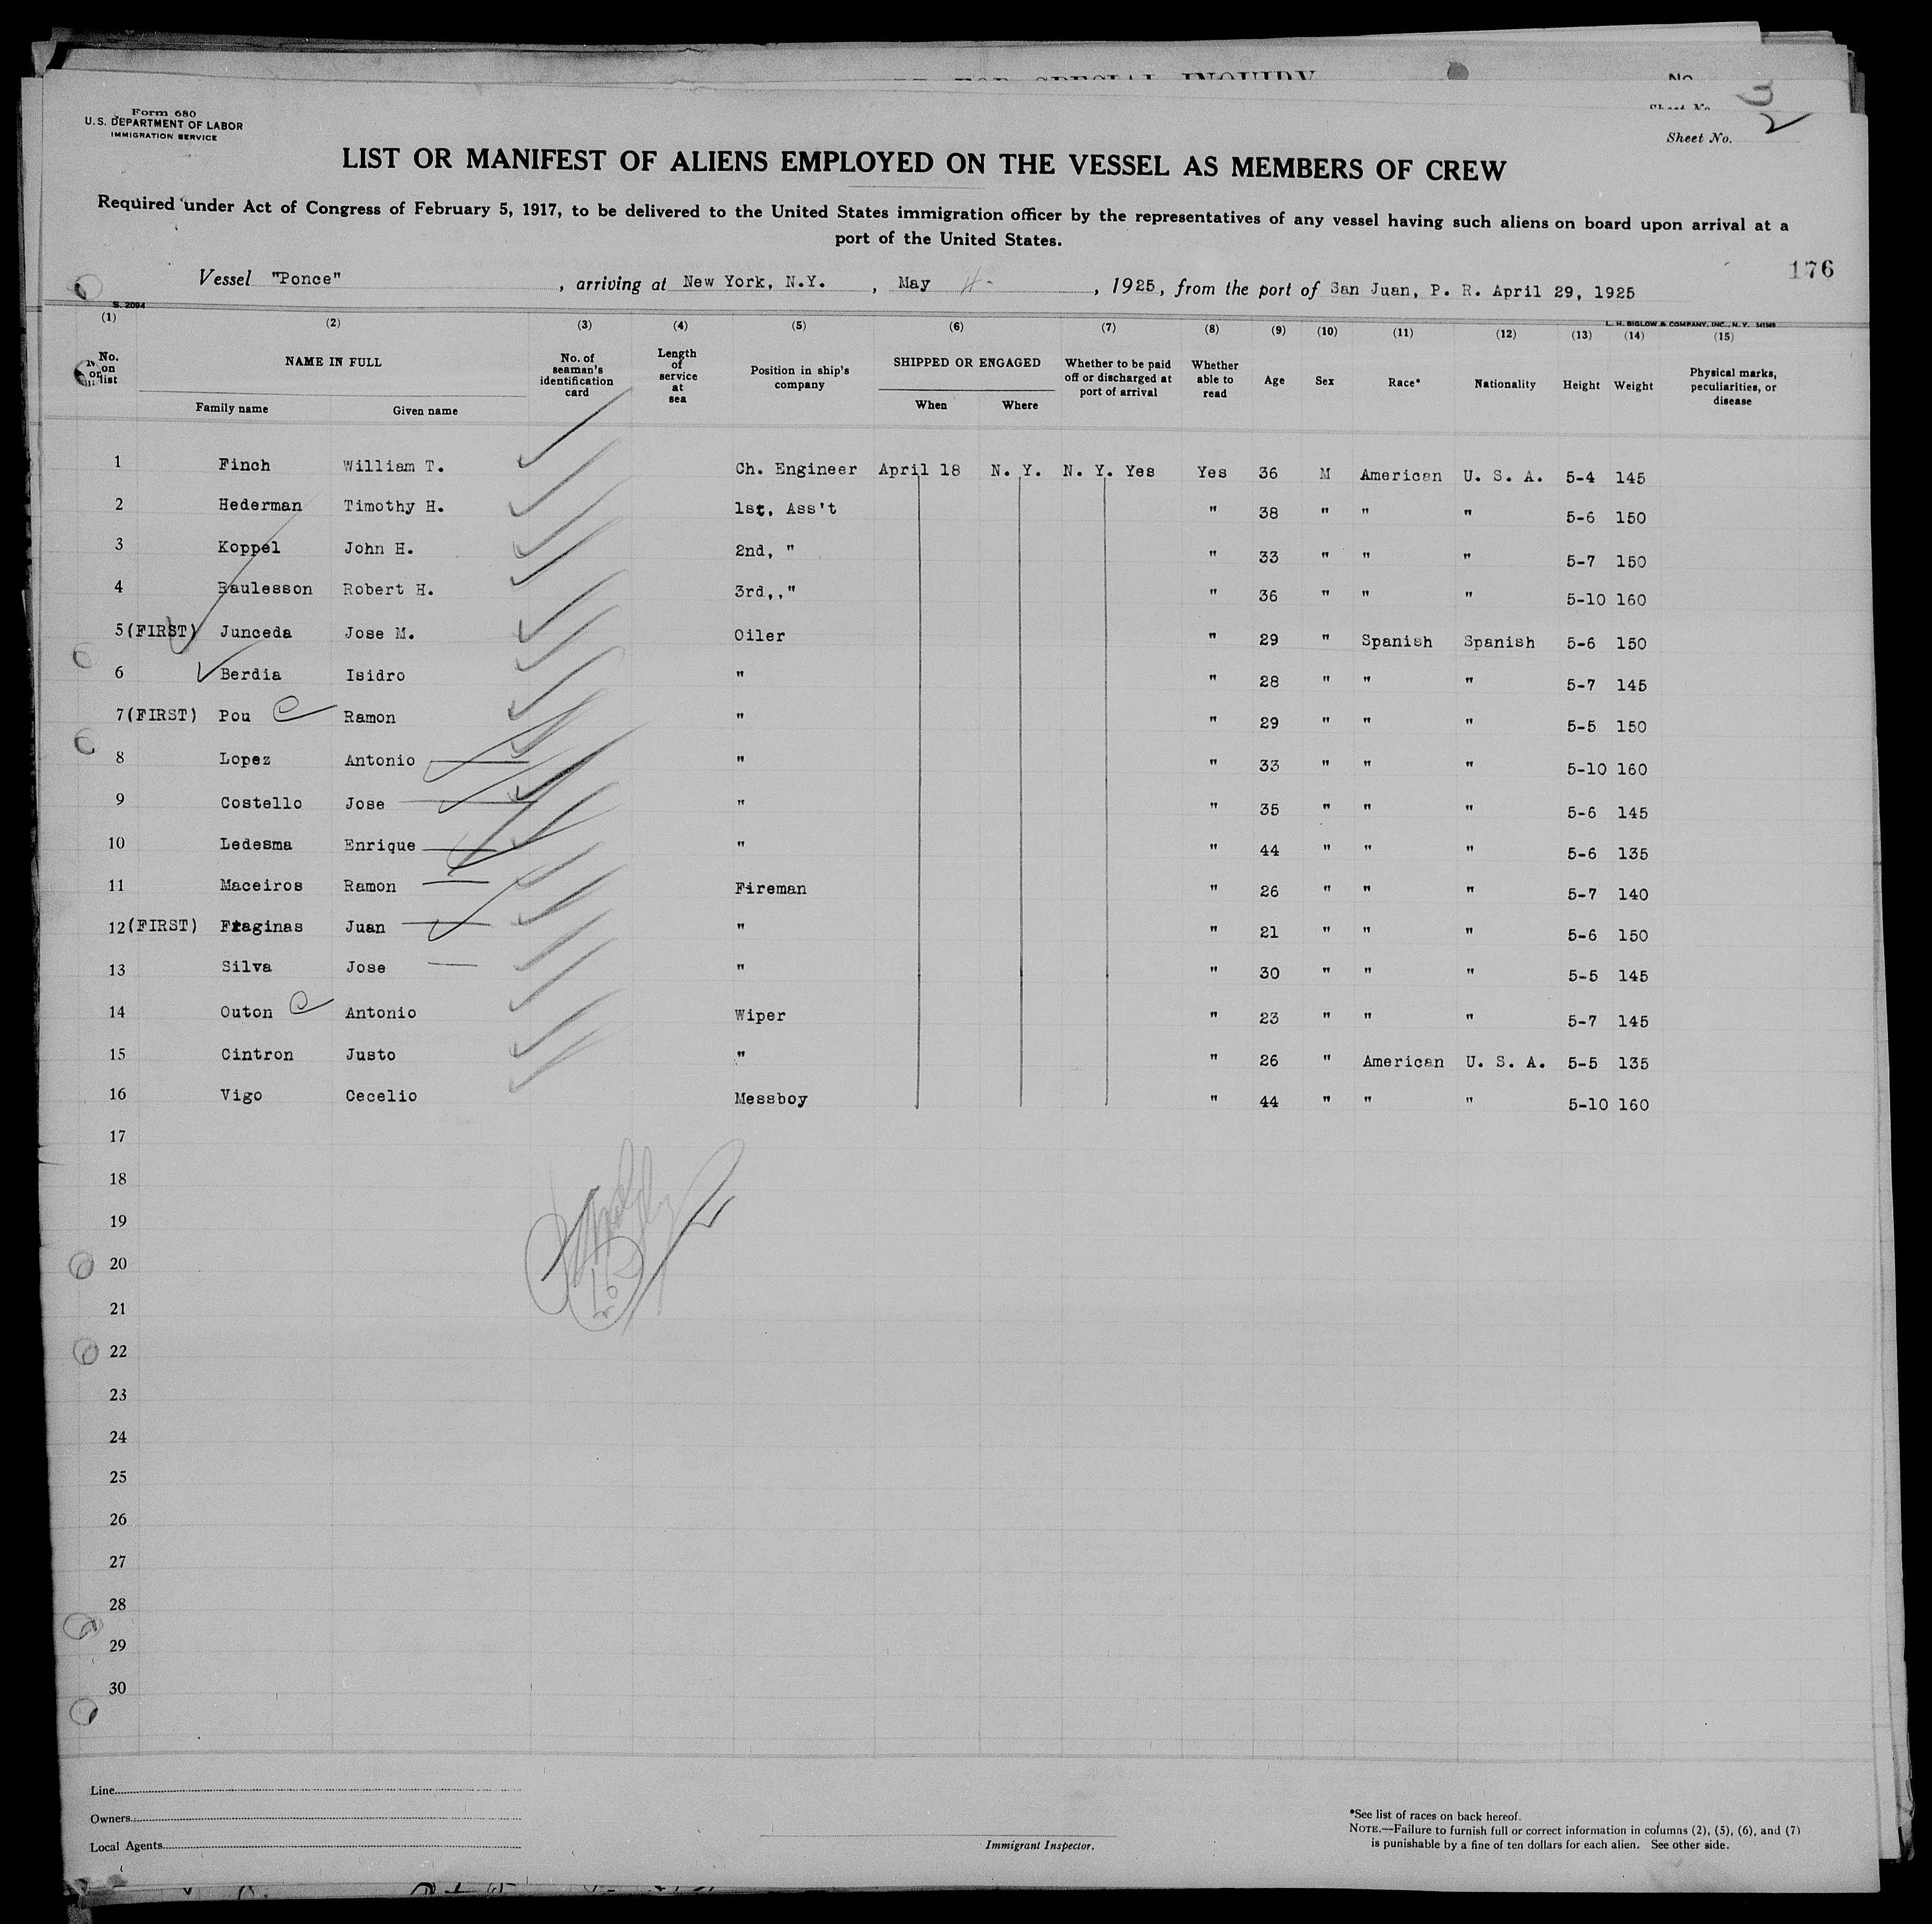 FOR SPECIAL INQUIRY
No
Form 680
U.S. DEPARTMENT OF LABOR
IMMIGRATION SERVICE
3
Sheet No. 2
LIST OR MANIFEST OF ALIENS EMPLOYED ON THE VESSEL AS MEMBERS OF CREW
Required under Act of Congress of February 5, 1917, to be delivered to the United States immigration officer by the representatives of any vessel having such aliens on board upon arrival at a
port of the United States.
176
Vessel "Ponce", arriving at New York, N.Y., May 4-, 1925, from the port of San Juan, P. R. April 29, 1925
S. 2094
L. H. BIGLOW & COMPANY, INC., N. Y.
(1) (2) (3) (4) (5) (6) (7) (8) (9) (10) (11) (12) (13) (14) (15)
No. on list NAME IN FULL Family name Given name No. of seaman's identification card Length of service at sea Position in ship's company SHIPPED OR ENGAGED When Where Whether to be paid off or discharged at port of arrival Whether able to read Age Sex Race* Nationality Height Weight Physical marks, peculiarities, or disease
1 Finch William T. Ch. Engineer April 18 N. Y. N. Y. Yes Yes 36 M American U. S. A. 5-4 145
2 Hederman Timothy H. 1st, Ass't " 38 " " " 5-6 150
3 Koppel John H. 2nd, " " 33 " " " 5-7 150
4 Raulesson Robert H. 3rd,," " 36 " " " 5-10 160
5 (FIRST) Junceda Jose M. Oiler " 29 " Spanish Spanish 5-6 150
6 Berdia Isidro " " 28 " " " 5-7 145
7 (FIRST) Pou C Ramon " " 29 " " " 5-5 150
8 Lopez Antonio " " 33 " " " 5-10 160
9 Costello Jose " " 35 " " " 5-6 145
10 Ledesma Enrique " " 44 " " " 5-6 135
11 Maceiros Ramon Fireman " 26 " " " 5-7 140
12 (FIRST) Fraginas Juan " " 21 " " " 5-6 150
13 Silva Jose " " 30 " " " 5-5 145
14 Outon C Antonio Wiper " 23 " " " 5-7 145
15 Cintron Justo " " 26 " American U. S. A. 5-5 135
16 Vigo Cecelio Messboy " 44 " " " 5-10 160
17
18
19
20
21
22
23
24
25
26
27
28
29
30
Line
Owners
Local Agents
Immigrant Inspector.
*See list of races on back hereof.
NOTE.—Failure to furnish full or correct information in columns (2), (5), (6), and (7)
is punishable by a fine of ten dollars for each alien. See other side.